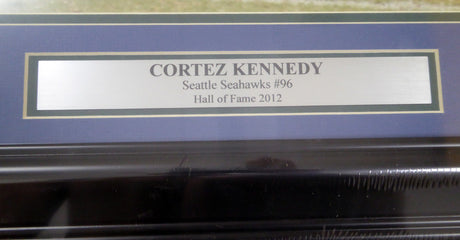 CORTEZ KENNEDY
Seattle Seahawks #96
Hall of Fame 2012